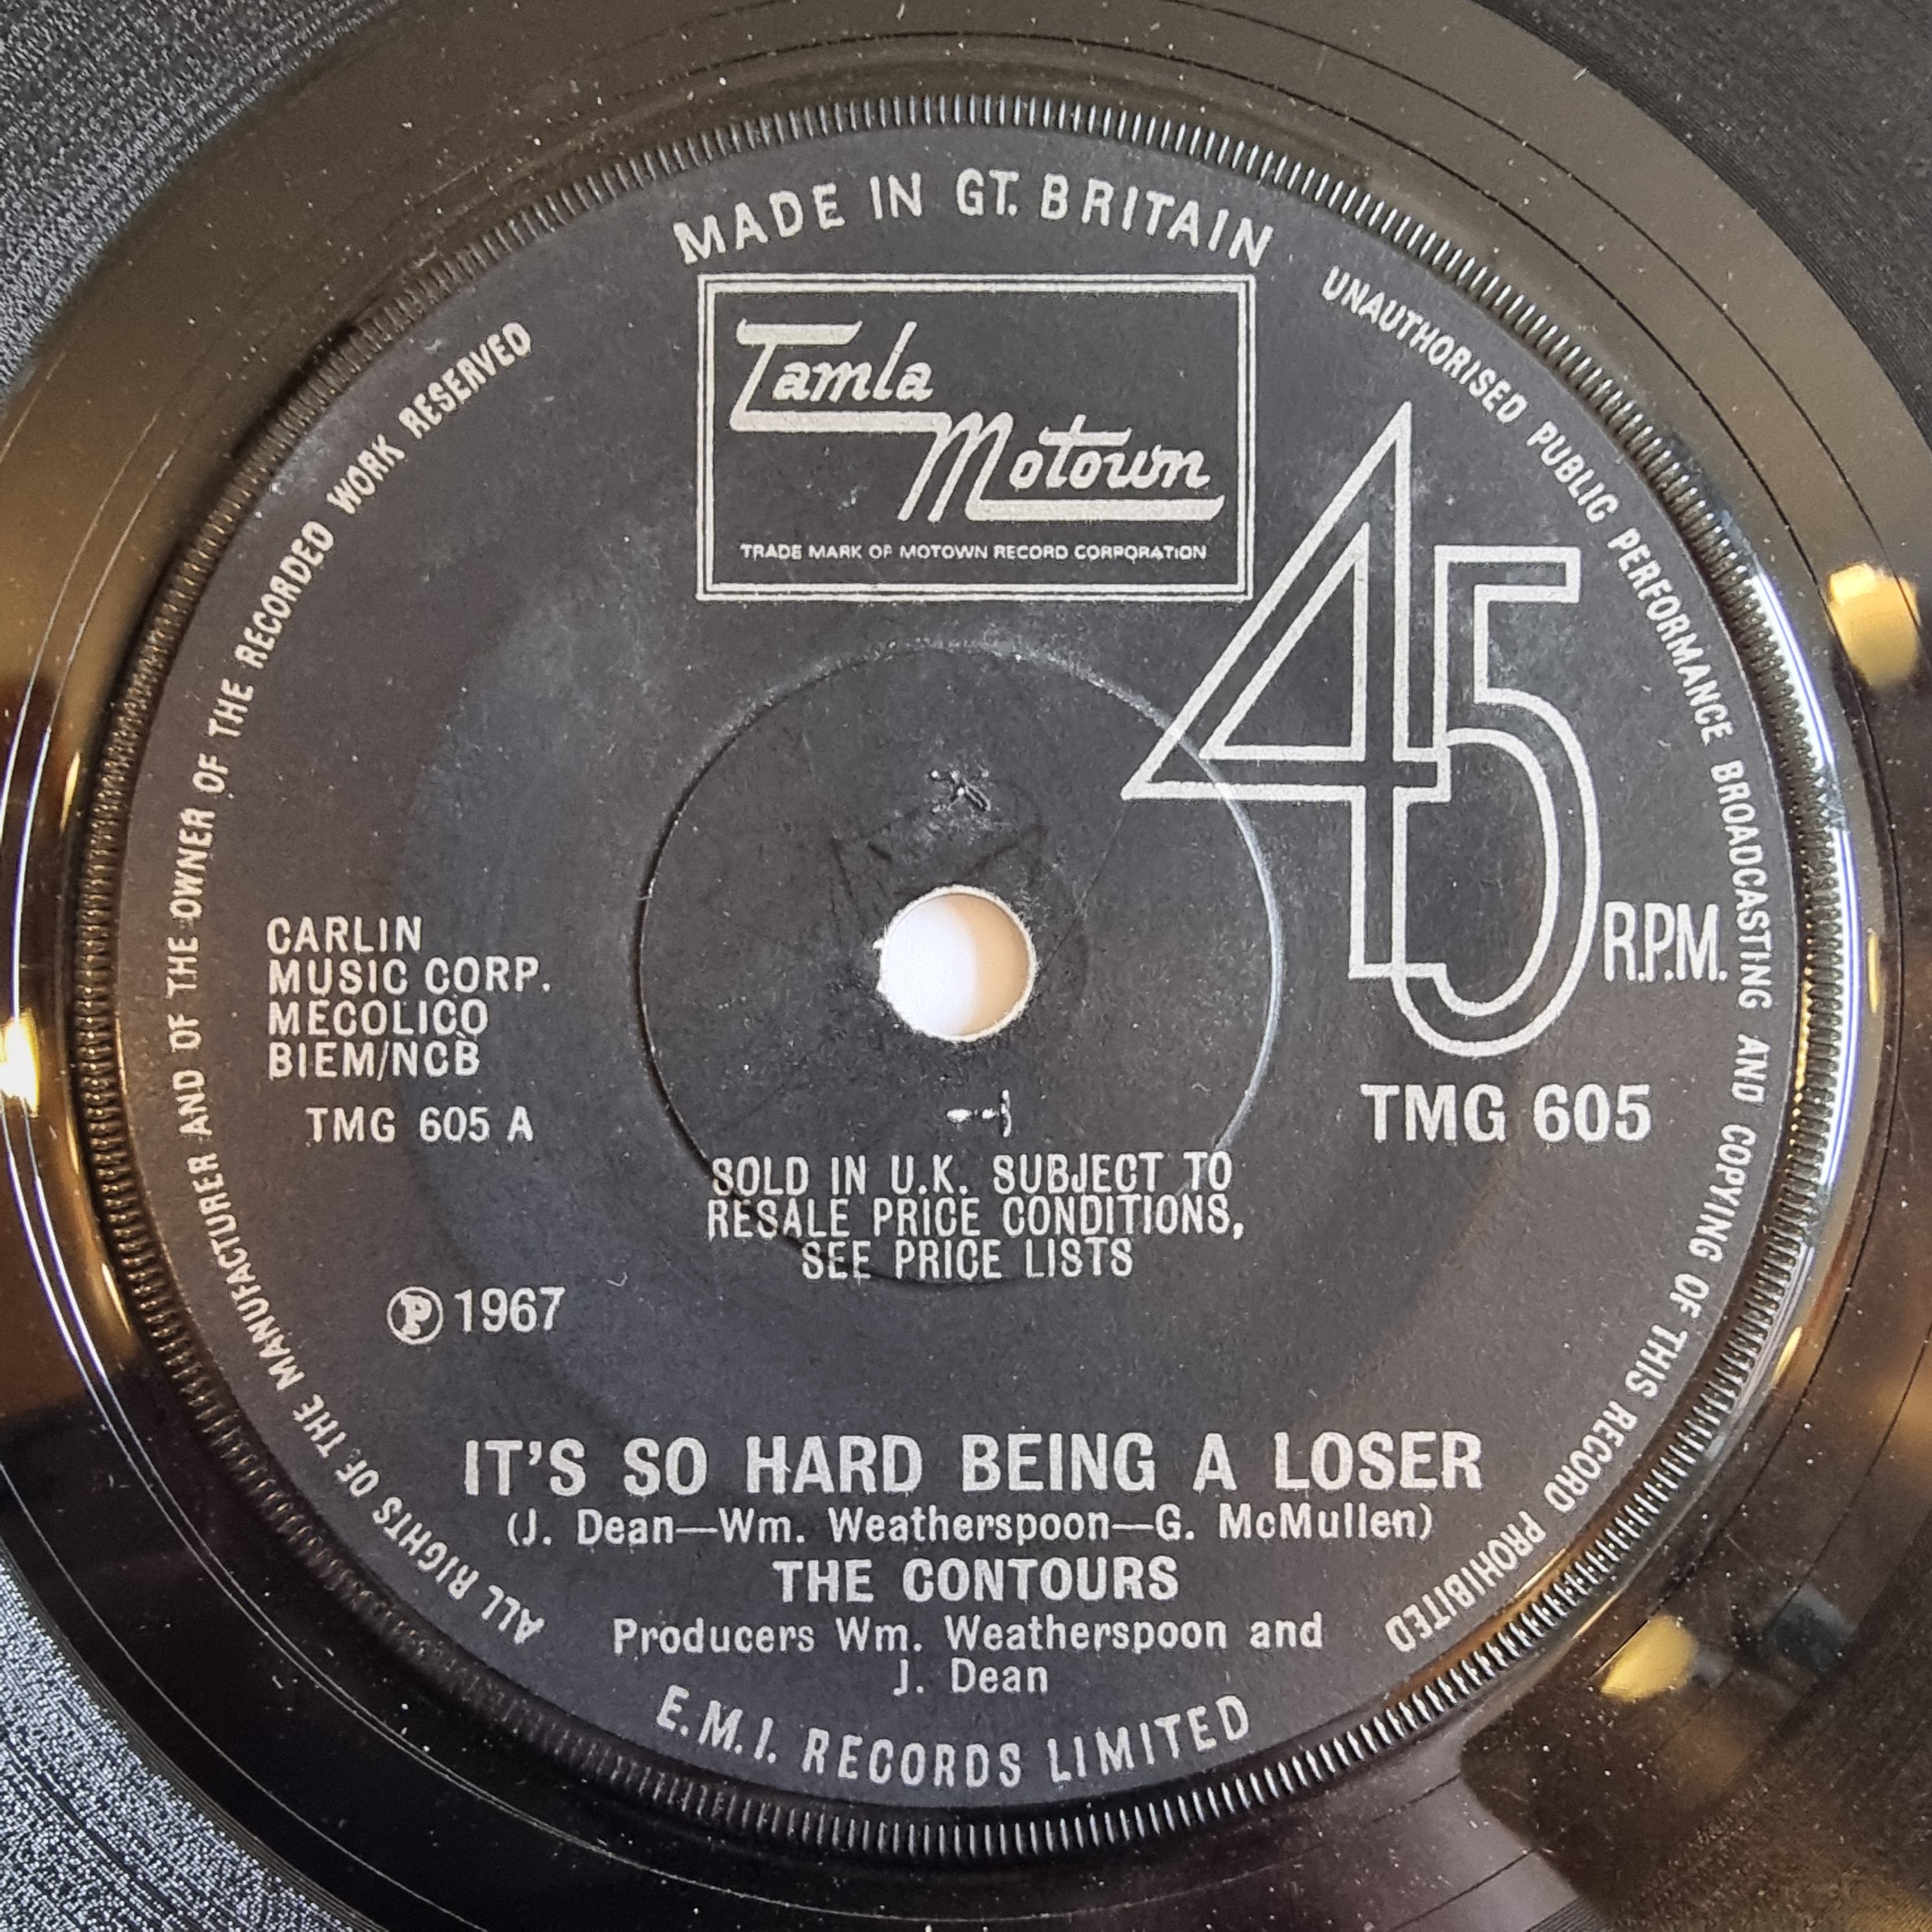 MADE IN GT. BRITAIN
Tamla
Motown
TRADE MARK OF MOTOWN RECORD CORPORATION
45
R.P.M.
CARLIN
MUSIC CORP.
MECOLICO
BIEM/NCB
TMG 605 A
TMG 605
SOLD IN U.K. SUBJECT TO
RESALE PRICE CONDITIONS,
SEE PRICE LISTS
Ⓟ 1967
IT'S SO HARD BEING A LOSER
(J. Dean—Wm. Weatherspoon—G. McMullen)
THE CONTOURS
Producers Wm. Weatherspoon and
J. Dean
E.M.I. RECORDS LIMITED
ALL RIGHTS OF THE MANUFACTURER AND OF THE OWNER OF THE RECORDED WORK RESERVED
UNAUTHORISED PUBLIC PERFORMANCE BROADCASTING AND COPYING OF THIS RECORD PROHIBITED